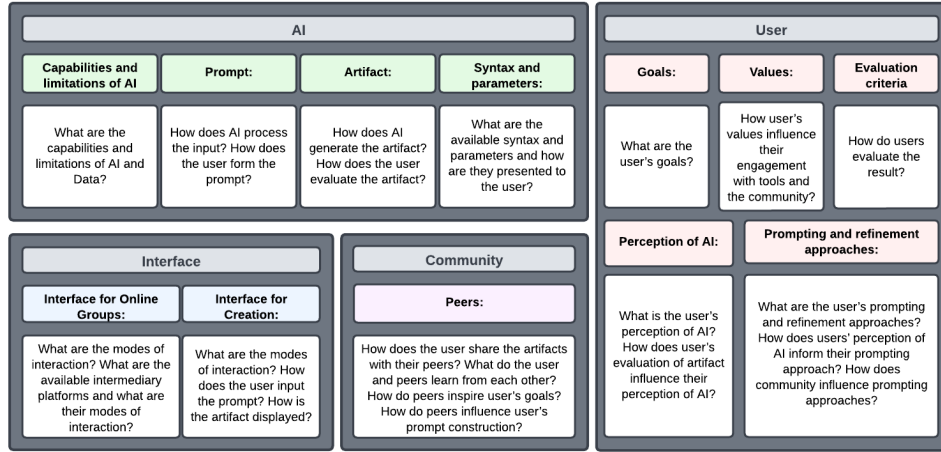 AI
Capabilities and
limitations of AI
Prompt:
Artifact:
Syntax and
parameters:
What are the
capabilities and
limitations of AI and
Data?
How does AI process
the input? How does
the user form the
prompt?
How does AI
generate the artifact?
How does the user
evaluate the artifact?
What are the
available syntax and
parameters and how
are they presented to
the user?
User
Goals:
Values:
Evaluation
criteria
What are the
user's goals?
How user's
values influence
their
engagement
with tools and
the community?
How do users
evaluate the
result?
Perception of AI:
Prompting and refinement
approaches:
What is the user's
perception of AI?
How does user's
evaluation of artifact
influence their
perception of AI?
What are the user's prompting
and refinement approaches?
How does users' perception of
AI inform their prompting
approach? How does
community influence prompting
approaches?
Interface
Interface for Online
Groups:
Interface for
Creation:
What are the modes of
interaction? What are the
available intermediary
platforms and what are
their modes of
interaction?
What are the modes
of interaction? How
does the user input
the prompt? How is
the artifact displayed?
Community
Peers:
How does the user share the artifacts
with their peers? What do the user
and peers learn from each other?
How do peers inspire user's goals?
How do peers influence user's
prompt construction?